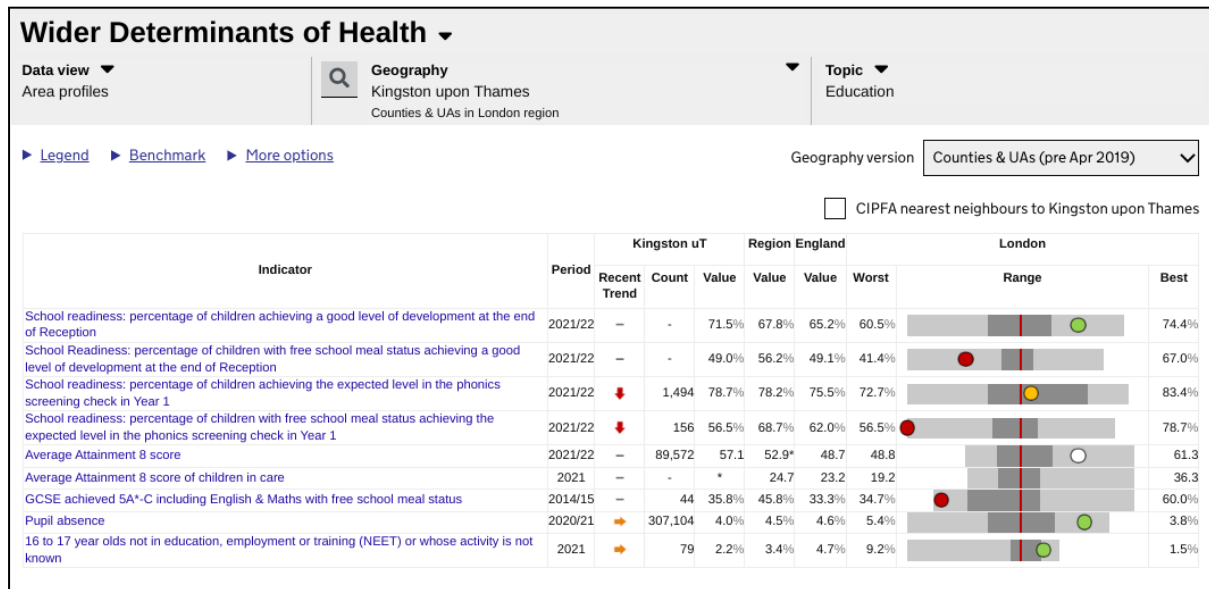 Wider Determinants of Health
Data view
Area profiles
Geography
Kingston upon Thames
Counties & UAs in London region
Topic
Education
Legend Benchmark More options
Geography version Counties & UAs (pre Apr 2019)
CIPFA nearest neighbours to Kingston upon Thames
Kingston uT Region England London
Indicator Period Recent Trend Count Value Value Value Worst Range Best
School readiness: percentage of children achieving a good level of development at the end
of Reception 2021/22 – - 71.5% 67.8% 65.2% 60.5% 74.4%
School Readiness: percentage of children with free school meal status achieving a good
level of development at the end of Reception 2021/22 – - 49.0% 56.2% 49.1% 41.4% 67.0%
School readiness: percentage of children achieving the expected level in the phonics
screening check in Year 1 2021/22 1,494 78.7% 78.2% 75.5% 72.7% 83.4%
School readiness: percentage of children with free school meal status achieving the
expected level in the phonics screening check in Year 1 2021/22 156 56.5% 68.7% 62.0% 56.5% 78.7%
Average Attainment 8 score 2021/22 – 89,572 57.1 52.9* 48.7 48.8 61.3
Average Attainment 8 score of children in care 2021 – - * 24.7 23.2 19.2 36.3
GCSE achieved 5A*-C including English & Maths with free school meal status 2014/15 – 44 35.8% 45.8% 33.3% 34.7% 60.0%
Pupil absence 2020/21 307,104 4.0% 4.5% 4.6% 5.4% 3.8%
16 to 17 year olds not in education, employment or training (NEET) or whose activity is not
known 2021 79 2.2% 3.4% 4.7% 9.2% 1.5%